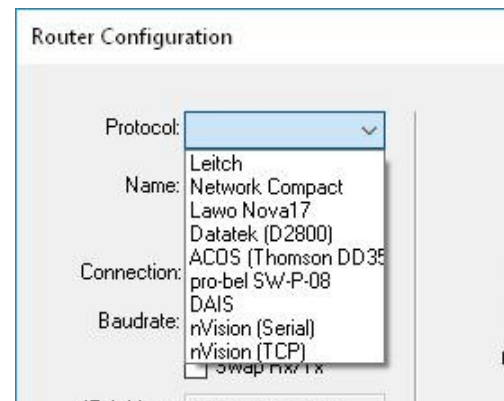 Router Configuration
Protocol:
Leitch
Name: Network Compact
Lawo Nova17
Datatek (D2800)
ACOS (Thomson DD35
Connection: pro-bel SW-P-08
DAIS
Baudrate: nVision (Serial)
nVision (TCP)
Swap Rx/Tx